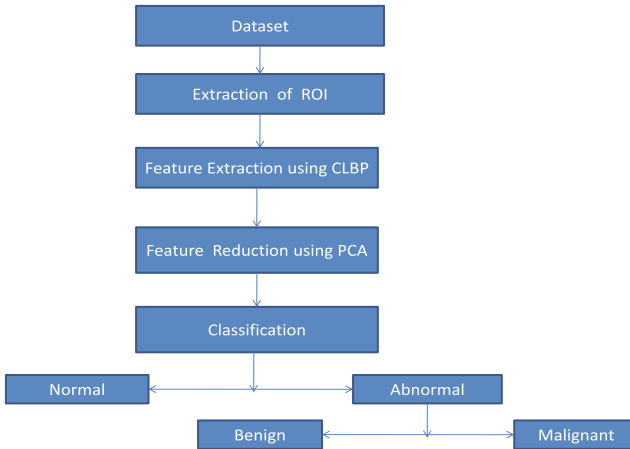 Dataset
Extraction of ROI
Feature Extraction using CLBP
Feature Reduction using PCA
Classification
Normal
Abnormal
Benign
Malignant